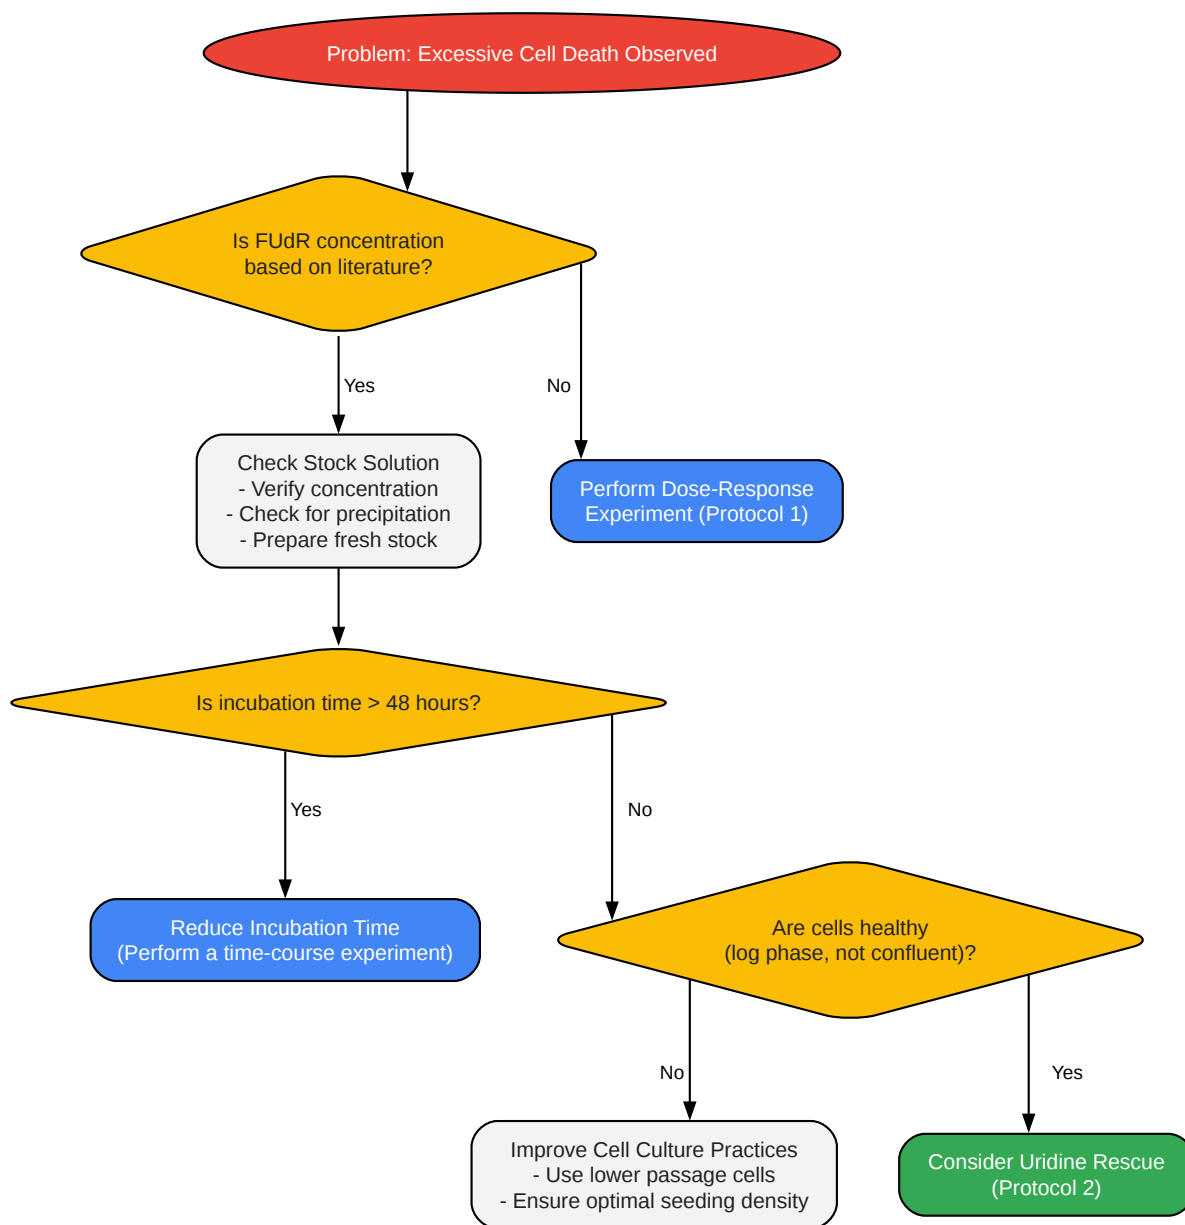 Problem: Excessive Cell Death Observed
Is FUdR concentration
based on literature?
Yes
No
Check Stock Solution
- Verify concentration
- Check for precipitation
- Prepare fresh stock
Perform Dose-Response
Experiment (Protocol 1)
Is incubation time > 48 hours?
Yes
No
Reduce Incubation Time
(Perform a time-course experiment)
Are cells healthy
(log phase, not confluent)?
No
Yes
Improve Cell Culture Practices
- Use lower passage cells
- Ensure optimal seeding density
Consider Uridine Rescue
(Protocol 2)